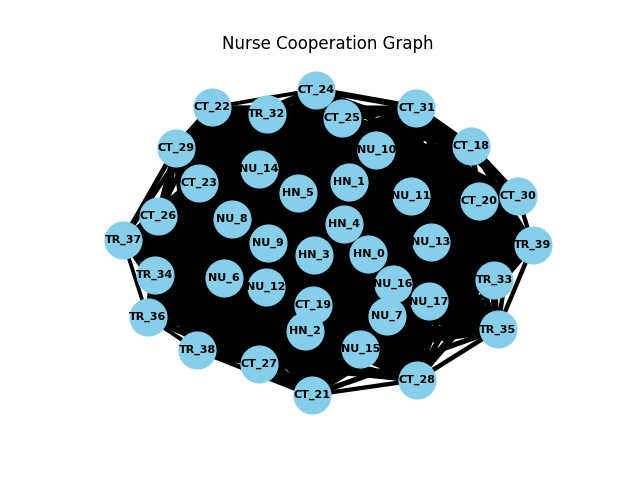 Nurse Cooperation Graph
CT_24
CT_22
CT_31
TR_32
CT_25
CT_29
CT_18
NU_10
NU_14
CT_23
HN_1
HN_5
NU_11
CT_30
CT_20
CT_26
NU_8
HN_4
TR_37
NU_9
NU_13
TR_39
HN_3
HN_0
TR_34
NU_6
TR_33
NU_12
NU_16
NU_17
CT_19
TR_36
NU_7
HN_2
TR_35
TR_38
NU_15
CT_27
CT_28
CT_21